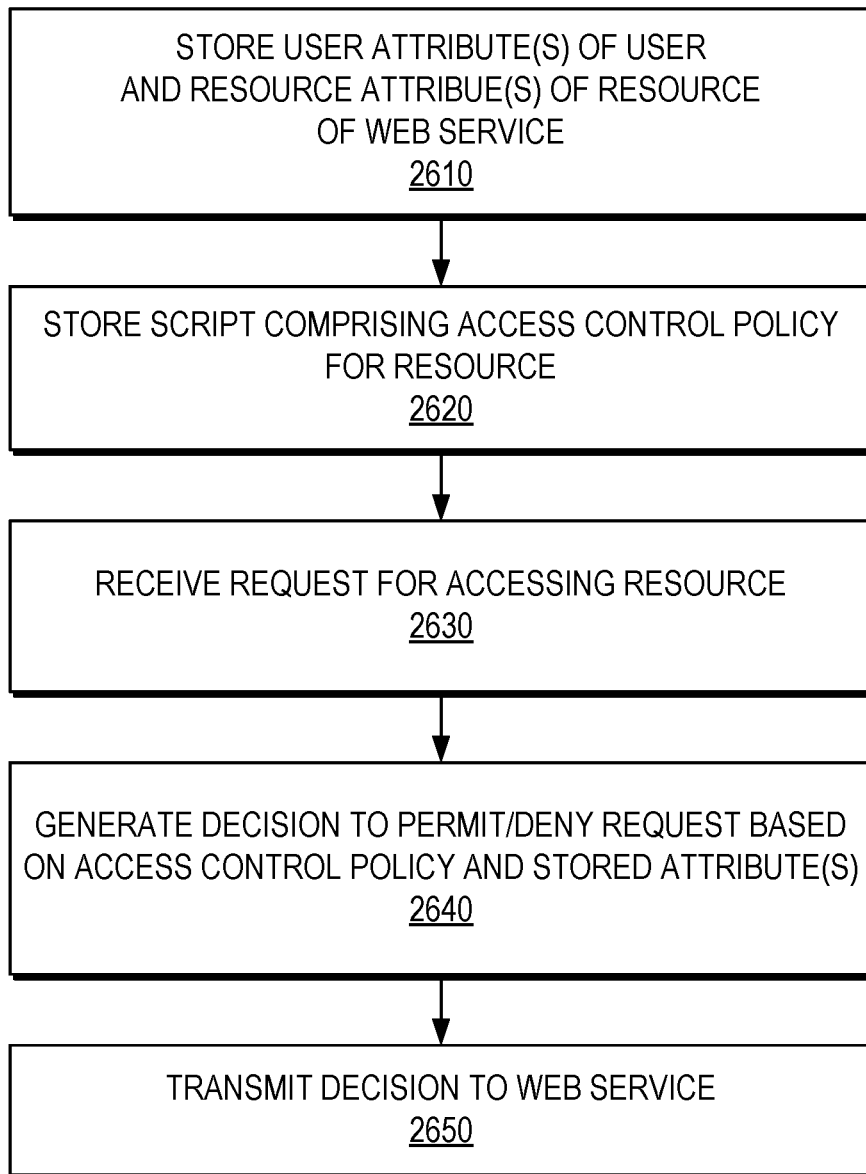 STORE USER ATTRIBUTE(S) OF USER
AND RESOURCE ATTRIBUE(S) OF RESOURCE
OF WEB SERVICE
2610
STORE SCRIPT COMPRISING ACCESS CONTROL POLICY
FOR RESOURCE
2620
RECEIVE REQUEST FOR ACCESSING RESOURCE
2630
GENERATE DECISION TO PERMIT/DENY REQUEST BASED
ON ACCESS CONTROL POLICY AND STORED ATTRIBUTE(S)
2640
TRANSMIT DECISION TO WEB SERVICE
2650